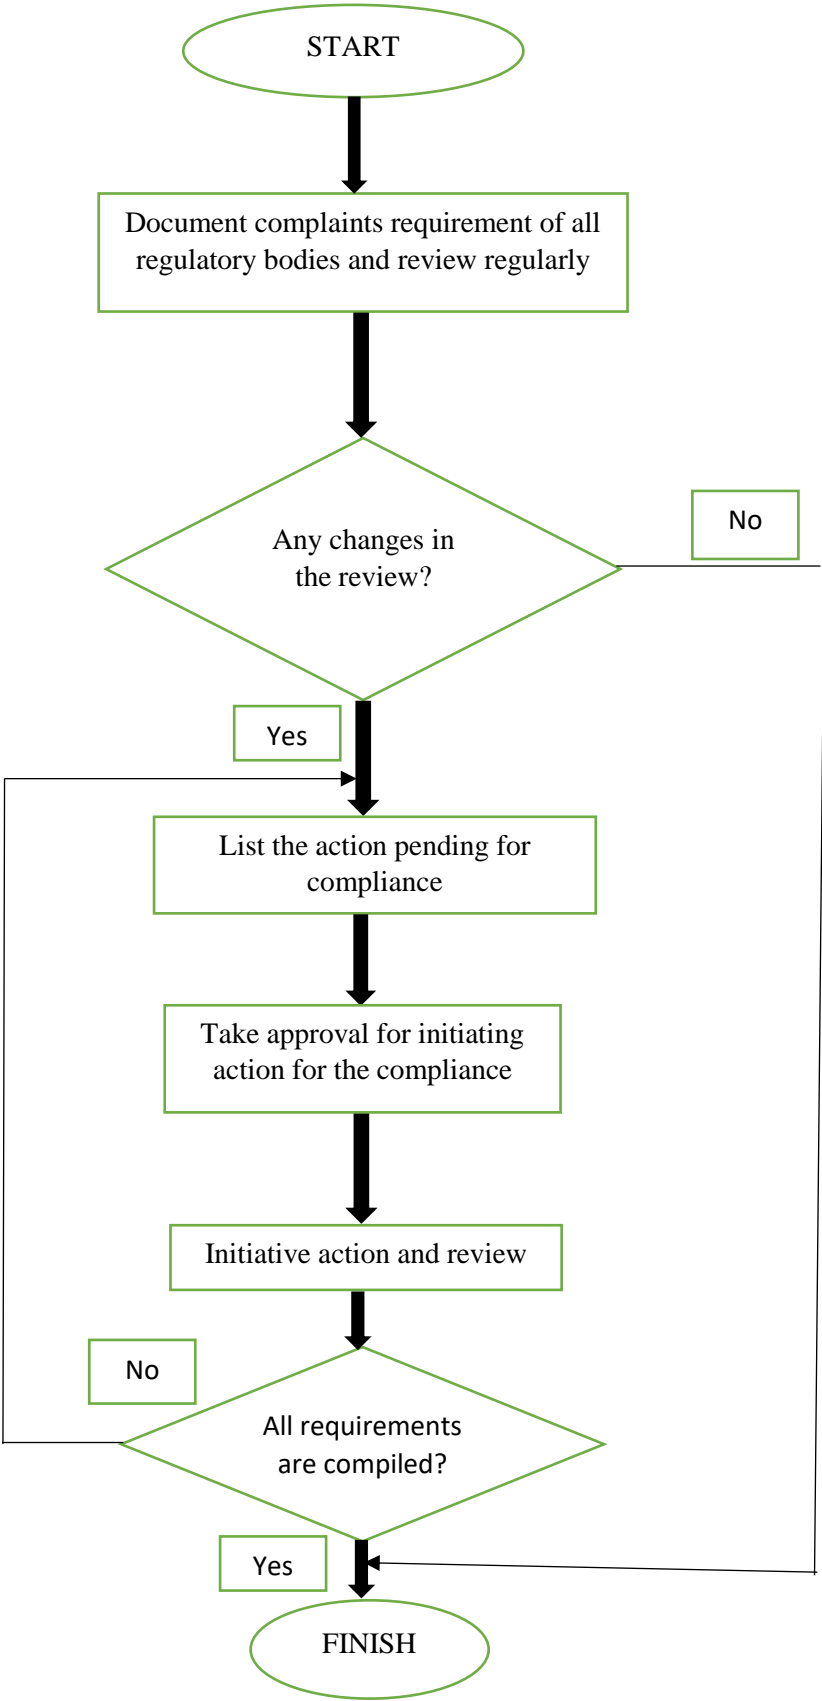 START
Document complaints requirement of all
regulatory bodies and review regularly
Any changes in
the review?
No
Yes
List the action pending for
compliance
Take approval for initiating
action for the compliance
Initiative action and review
No
All requirements
are compiled?
Yes
FINISH